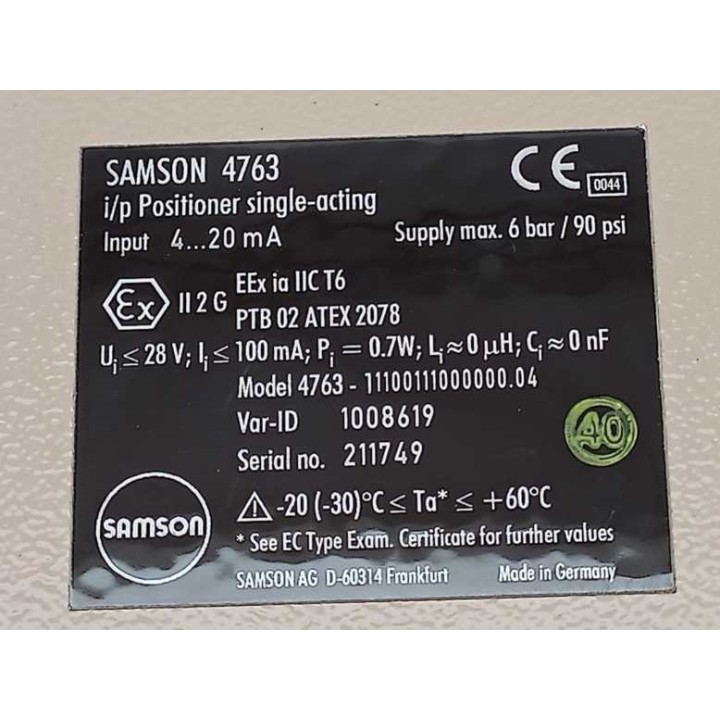 SAMSON 4763
CE 0044
i/p Positioner single-acting
Input 4...20 mA
Supply max. 6 bar / 90 psi
Ex II 2 G
EEx ia IIC T6
PTB 02 ATEX 2078
Ui ≤ 28 V; Ii ≤ 100 mA; Pi = 0.7W; Li ≈ 0 µH; Ci ≈ 0 nF
Model 4763 - 11100111000000.04
Var-ID 1008619
40
Serial no. 211749
SAMSON
-20 (-30)°C ≤ Ta* ≤ +60°C
* See EC Type Exam. Certificate for further values
SAMSON AG D-60314 Frankfurt Made in Germany